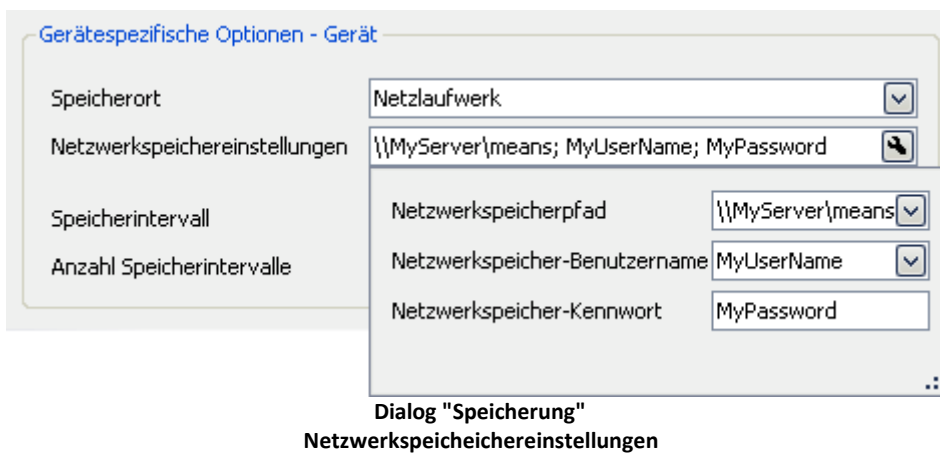 Gerätespezifische Optionen - Gerät
Speicherort Netzlaufwerk
Netzwerkspeichereinstellungen \\MyServer\means; MyUserName; MyPassword
Speicherintervall
Anzahl Speicherintervalle
Netzwerkspeicherpfad \\MyServer\means
Netzwerkspeicher-Benutzername MyUserName
Netzwerkspeicher-Kennwort MyPassword
Dialog "Speicherung"
Netzwerkspeicheichereinstellungen